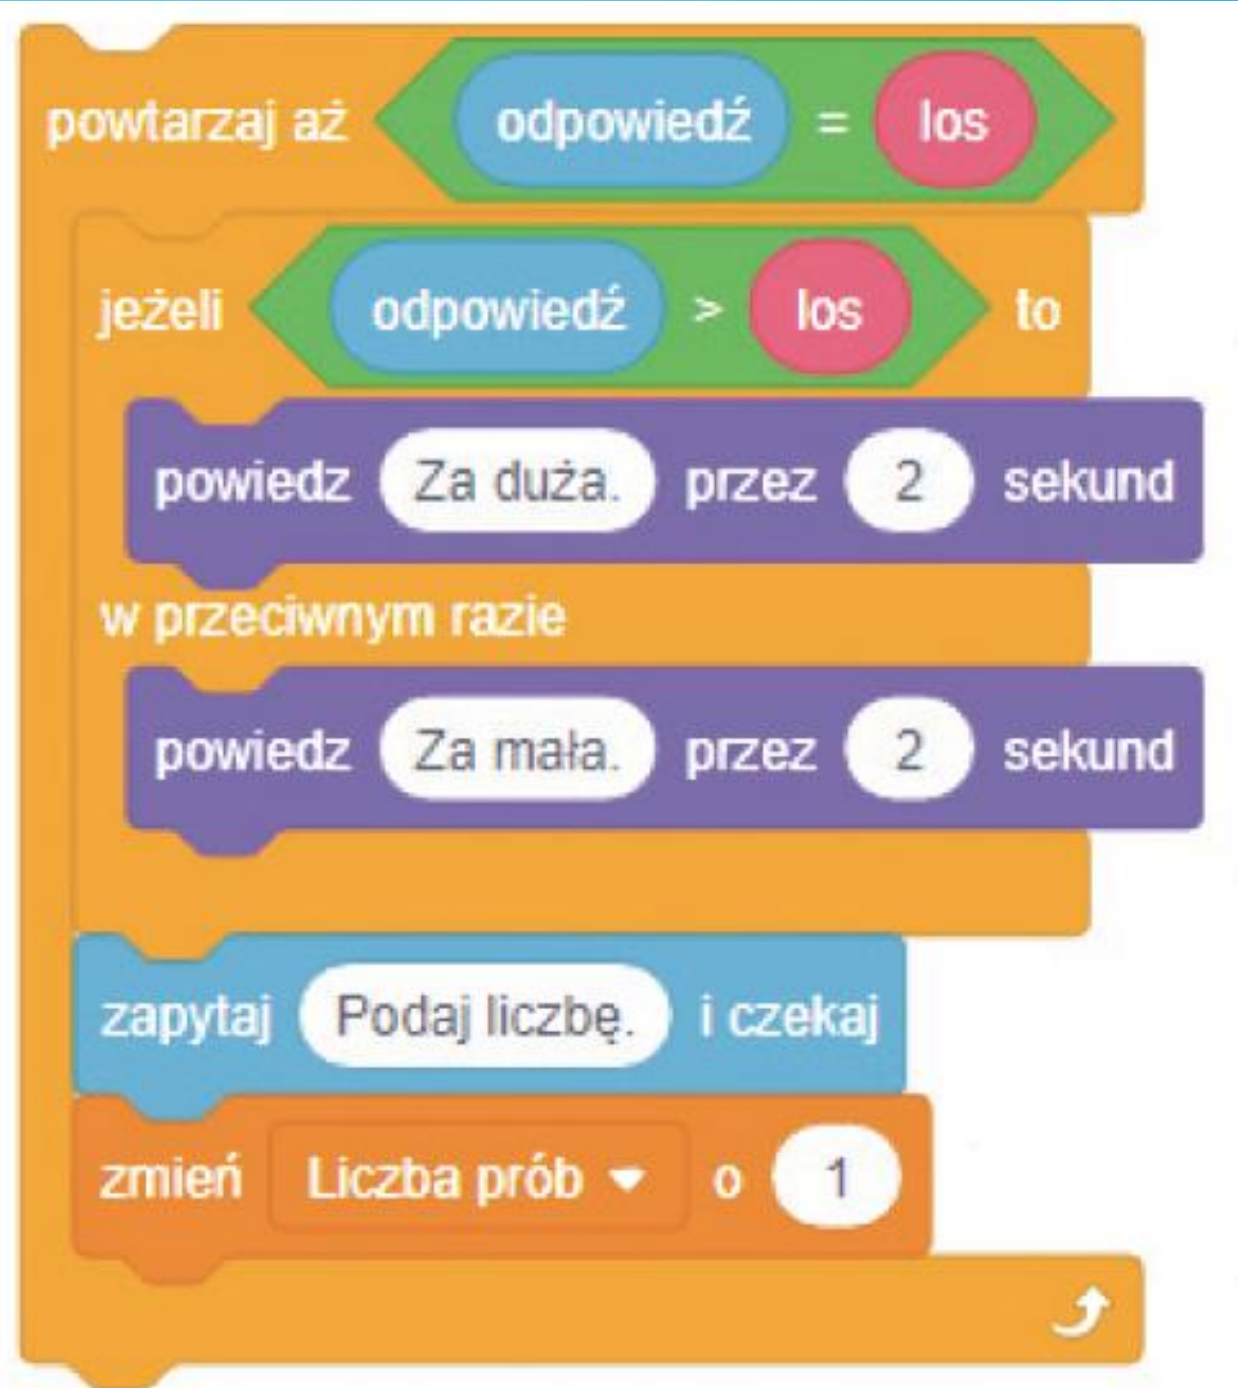 powtarzaj aż odpowiedź = los
jeżeli odpowiedź > los to
powiedz Za duża. przez 2 sekund
w przeciwnym razie
powiedz Za mała. przez 2 sekund
zapytaj Podaj liczbę. i czekaj
zmień Liczba prób o 1